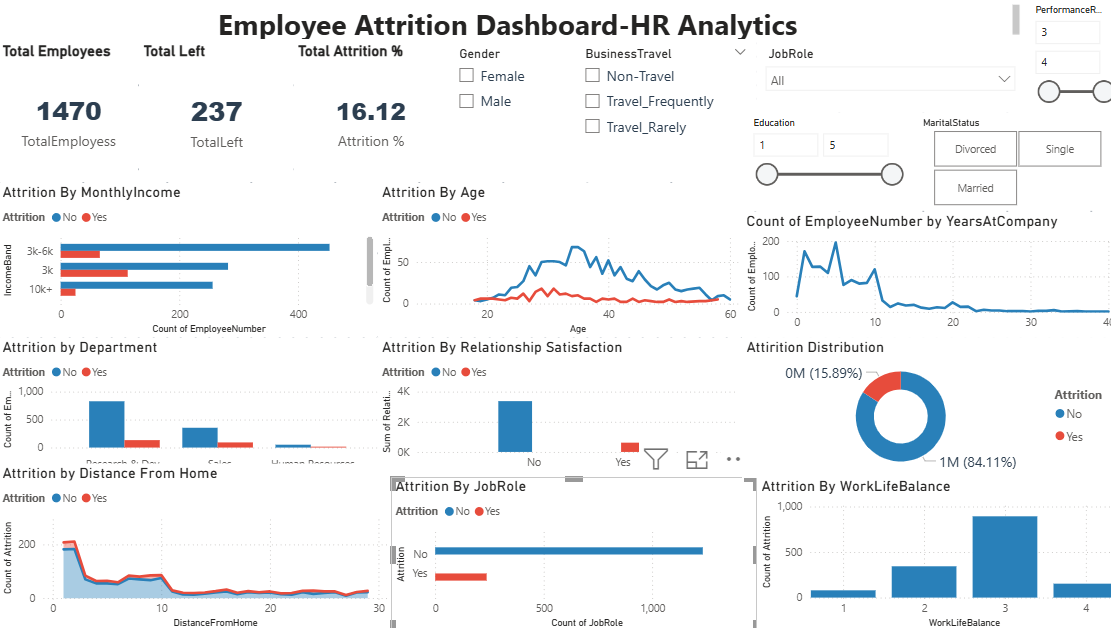 Employee Attrition Dashboard-HR Analytics
Total Employees
Total Left
Total Attrition %
1470
TotalEmployess
237
TotalLeft
16.12
Attrition %
Gender
Female
Male
BusinessTravel
Non-Travel
Travel_Frequently
Travel_Rarely
JobRole
All
PerformanceR...
3
4
Education
1
5
MaritalStatus
Divorced
Single
Married
Attrition By MonthlyIncome
Attrition No Yes
IncomeBand
3k-6k
3k
10k+
0 200 400
Count of EmployeeNumber
Attrition By Age
Attrition No Yes
Count of Empl...
50
0
20 40 60
Age
Count of EmployeeNumber by YearsAtCompany
Count of Emplo...
200
100
0
0 10 20 30 40
Attrition by Department
Attrition No Yes
Count of Em...
1,000
500
0
Research & Dev
Sales
Human Resources
Attrition By Relationship Satisfaction
Attrition No Yes
Sum of Relati...
4K
2K
0K
No
Yes
Attirition Distribution
0M (15.89%)
1M (84.11%)
Attrition
No
Yes
Attrition by Distance From Home
Attrition No Yes
Count of Attrition
200
0
0 10 20 30
DistanceFromHome
Attrition By JobRole
Attrition No Yes
Attrition
No
Yes
0 500 1,000
Count of JobRole
Attrition By WorkLifeBalance
Count of Attrition
1,000
500
0
1 2 3 4
WorkLifeBalance